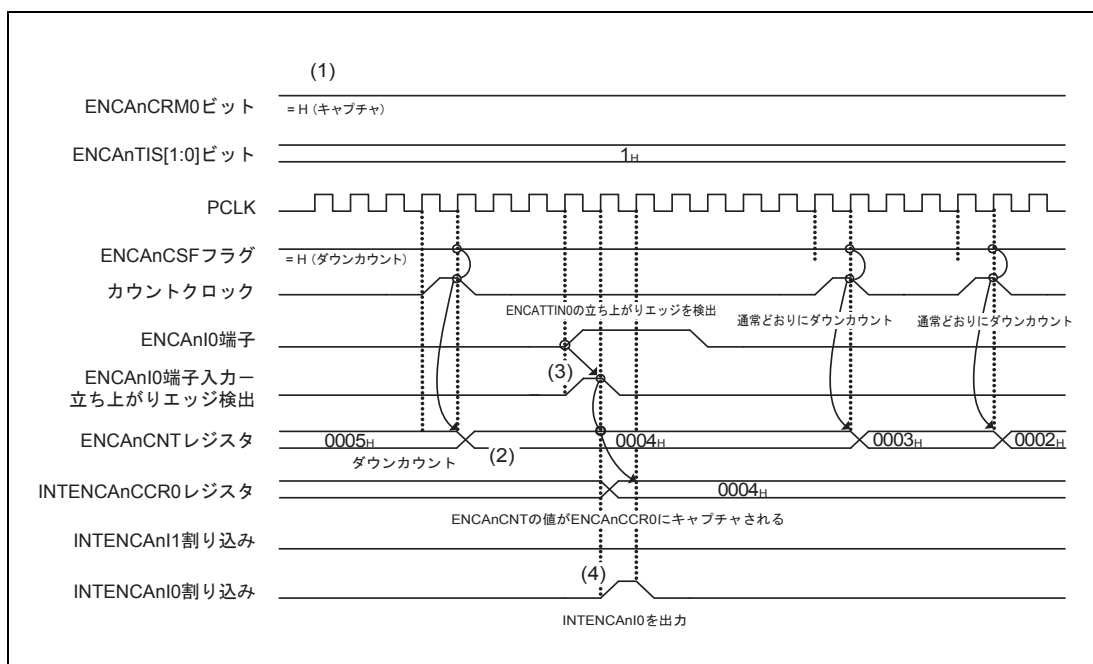 (1)
ENCAnCRM0ビット
= H (キャプチャ)
ENCAnTIS[1:0]ビット
1H
PCLK
ENCAnCSFフラグ
= H (ダウンカウント)
カウントクロック
ENCATTIN0の立ち上がりエッジを検出
通常どおりにダウンカウント
通常どおりにダウンカウント
ENCAnI0端子
(3)
ENCAnI0端子入力ー
立ち上がりエッジ検出
ENCAnCNTレジスタ
0005H
0004H
0003H
0002H
ダウンカウント
(2)
INTENCAnCCR0レジスタ
0004H
ENCAnCNTの値がENCAnCCR0にキャプチャされる
INTENCAnI1割り込み
(4)
INTENCAnI0割り込み
INTENCAnI0を出力